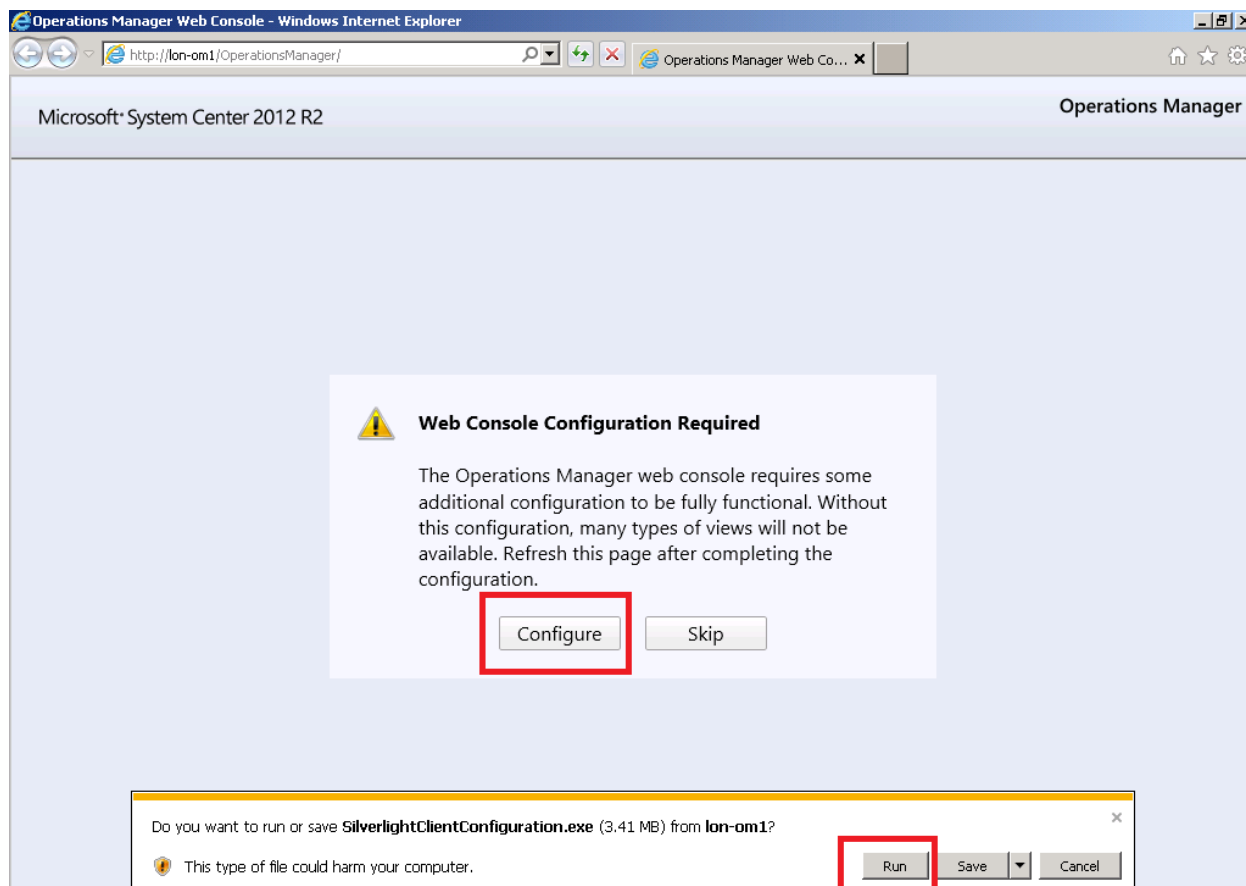 Operations Manager Web Console - Windows Internet Explorer
http://lon-om1/OperationsManager/
Operations Manager Web Co...
Microsoft® System Center 2012 R2
Operations Manager
Web Console Configuration Required
The Operations Manager web console requires some
additional configuration to be fully functional. Without
this configuration, many types of views will not be
available. Refresh this page after completing the
configuration.
Configure
Skip
Do you want to run or save SilverlightClientConfiguration.exe (3.41 MB) from lon-om1?
This type of file could harm your computer.
Run
Save
Cancel